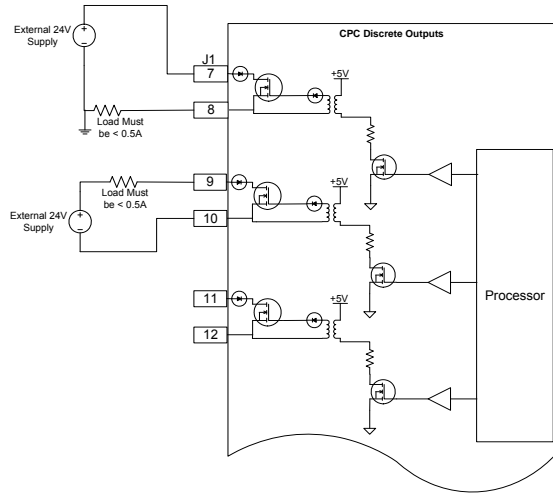 CPC Discrete Outputs
External 24V
Supply
+
−
J1
7
8
Load Must
be < 0.5A
+5V
9
10
Load Must
be < 0.5A
External 24V
Supply
+
−
+5V
11
12
+5V
Processor